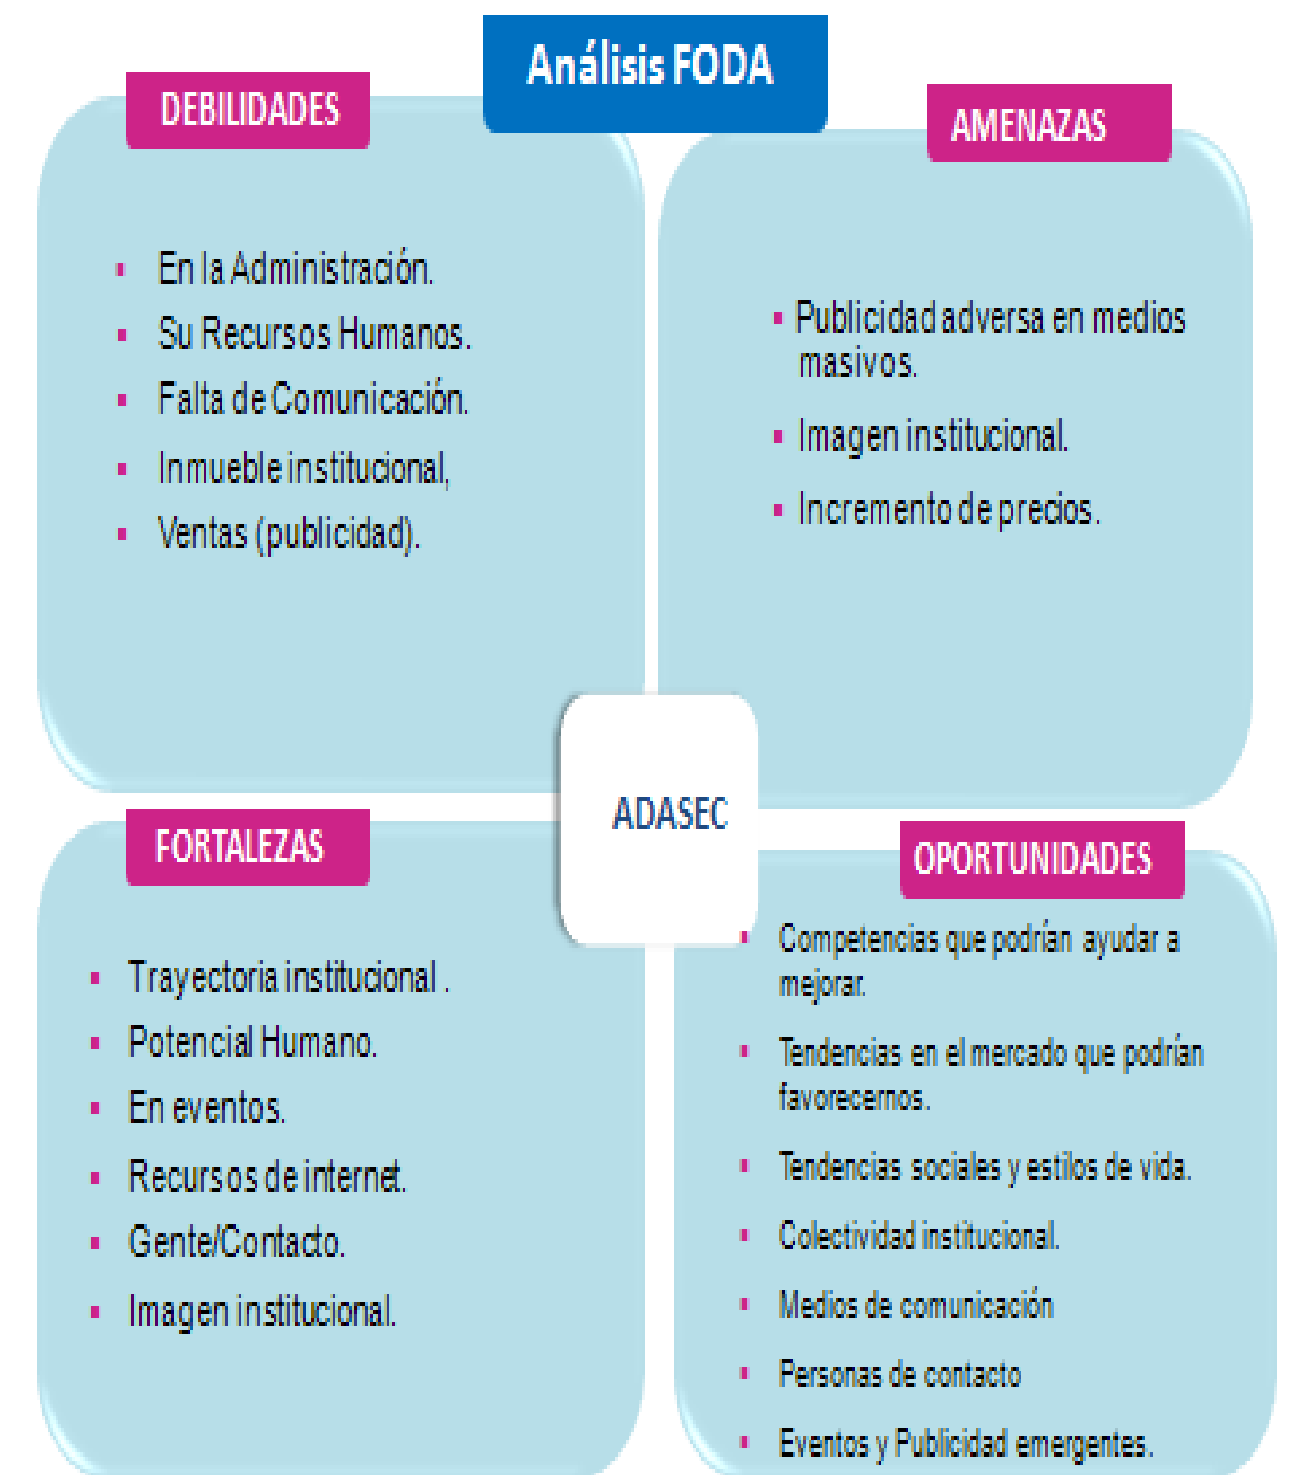 Análisis FODA
DEBILIDADES
En la Administración.
Su Recursos Humanos.
Falta de Comunicación.
Inmueble institucional,
Ventas (publicidad).
AMENAZAS
Publicidad adversa en medios
masivos.
Imagen institucional.
Incremento de precios.
ADASEC
FORTALEZAS
Trayectoria institucional .
Potencial Humano.
En eventos.
Recursos de internet.
Gente/Contacto.
Imagen institucional.
OPORTUNIDADES
Competencias que podrían ayudar a
mejorar.
Tendencias en el mercado que podrían
favorecernos.
Tendencias sociales y estilos de vida.
Colectividad institucional.
Medios de comunicación
Personas de contacto
Eventos y Publicidad emergentes.